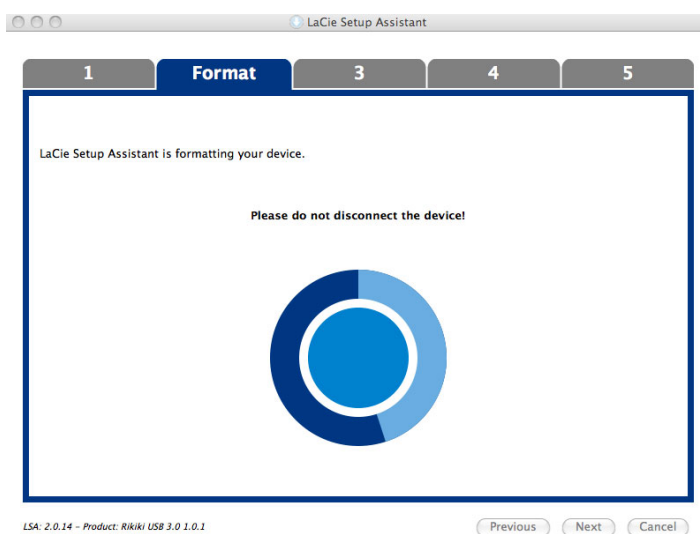 LaCie Setup Assistant
1 Format 3 4 5
LaCie Setup Assistant is formatting your device.
Please do not disconnect the device!
LSA: 2.0.14 – Product: Rikiki USB 3.0 1.0.1
Previous Next Cancel